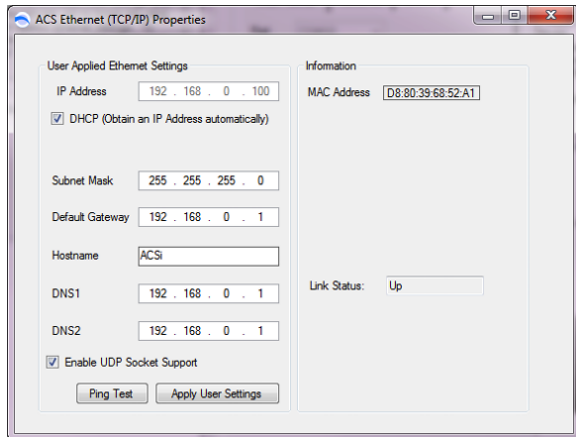 ACS Ethernet (TCP/IP) Properties
User Applied Ethernet Settings
IP Address 192 . 168 . 0 . 100
DHCP (Obtain an IP Address automatically)
Subnet Mask 255 . 255 . 255 . 0
Default Gateway 192 . 168 . 0 . 1
Hostname ACSi
DNS1 192 . 168 . 0 . 1
DNS2 192 . 168 . 0 . 1
Enable UDP Socket Support
Ping Test Apply User Settings
Information
MAC Address D8:80:39:68:52:A1
Link Status: Up